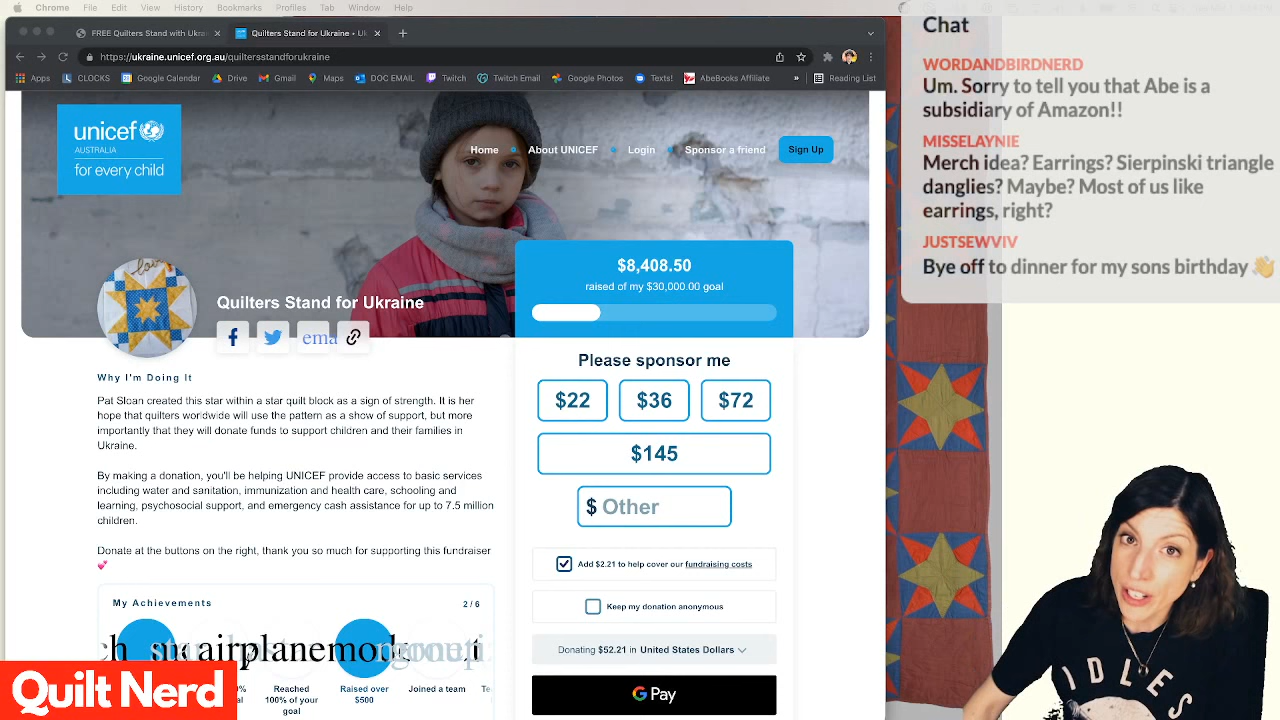 Chrome File Edit View History Bookmarks Profiles Tab Window Help
FREE Quilters Stand with Ukra
Quilters Stand for Ukraine • U
https://ukraine.unicef.org.au/quiltersstandforukraine
Apps CLOCKS Google Calendar Drive Gmail Maps DOC EMAIL Twitch Twitch Email Google Photos Texts! AbeBooks Affiliate » Reading List
unicef
AUSTRALIA
for every child
Home About UNICEF Login Sponsor a friend Sign Up
$8,408.50
raised of my $30,000.00 goal
love
Quilters Stand for Ukraine
ema
Why I'm Doing It
Pat Sloan created this star within a star quilt block as a sign of strength. It is her
hope that quilters worldwide will use the pattern as a show of support, but more
importantly that they will donate funds to support children and their families in
Ukraine.
By making a donation, you'll be helping UNICEF provide access to basic services
including water and sanitation, immunization and health care, schooling and
learning, psychosocial support, and emergency cash assistance for up to 7.5 million
children.
Donate at the buttons on the right, thank you so much for supporting this fundraiser
💕
My Achievements 2 / 6
airplanemode
Reached
100% of your
goal
Raised over
$500
Joined a team
Please sponsor me
$22 $36 $72
$145
$ Other
Add $2.21 to help cover our fundraising costs
Keep my donation anonymous
Donating $52.21 in United States Dollars
G Pay
Quilt Nerd
Chat
WORDANDBIRDNERD
Um. Sorry to tell you that Abe is a
subsidiary of Amazon!!
MISSELAYNIE
Merch idea? Earrings? Sierpinski triangle
danglies? Maybe? Most of us like
earrings, right?
JUSTSEWVIV
Bye off to dinner for my sons birthday 👋
IDLES